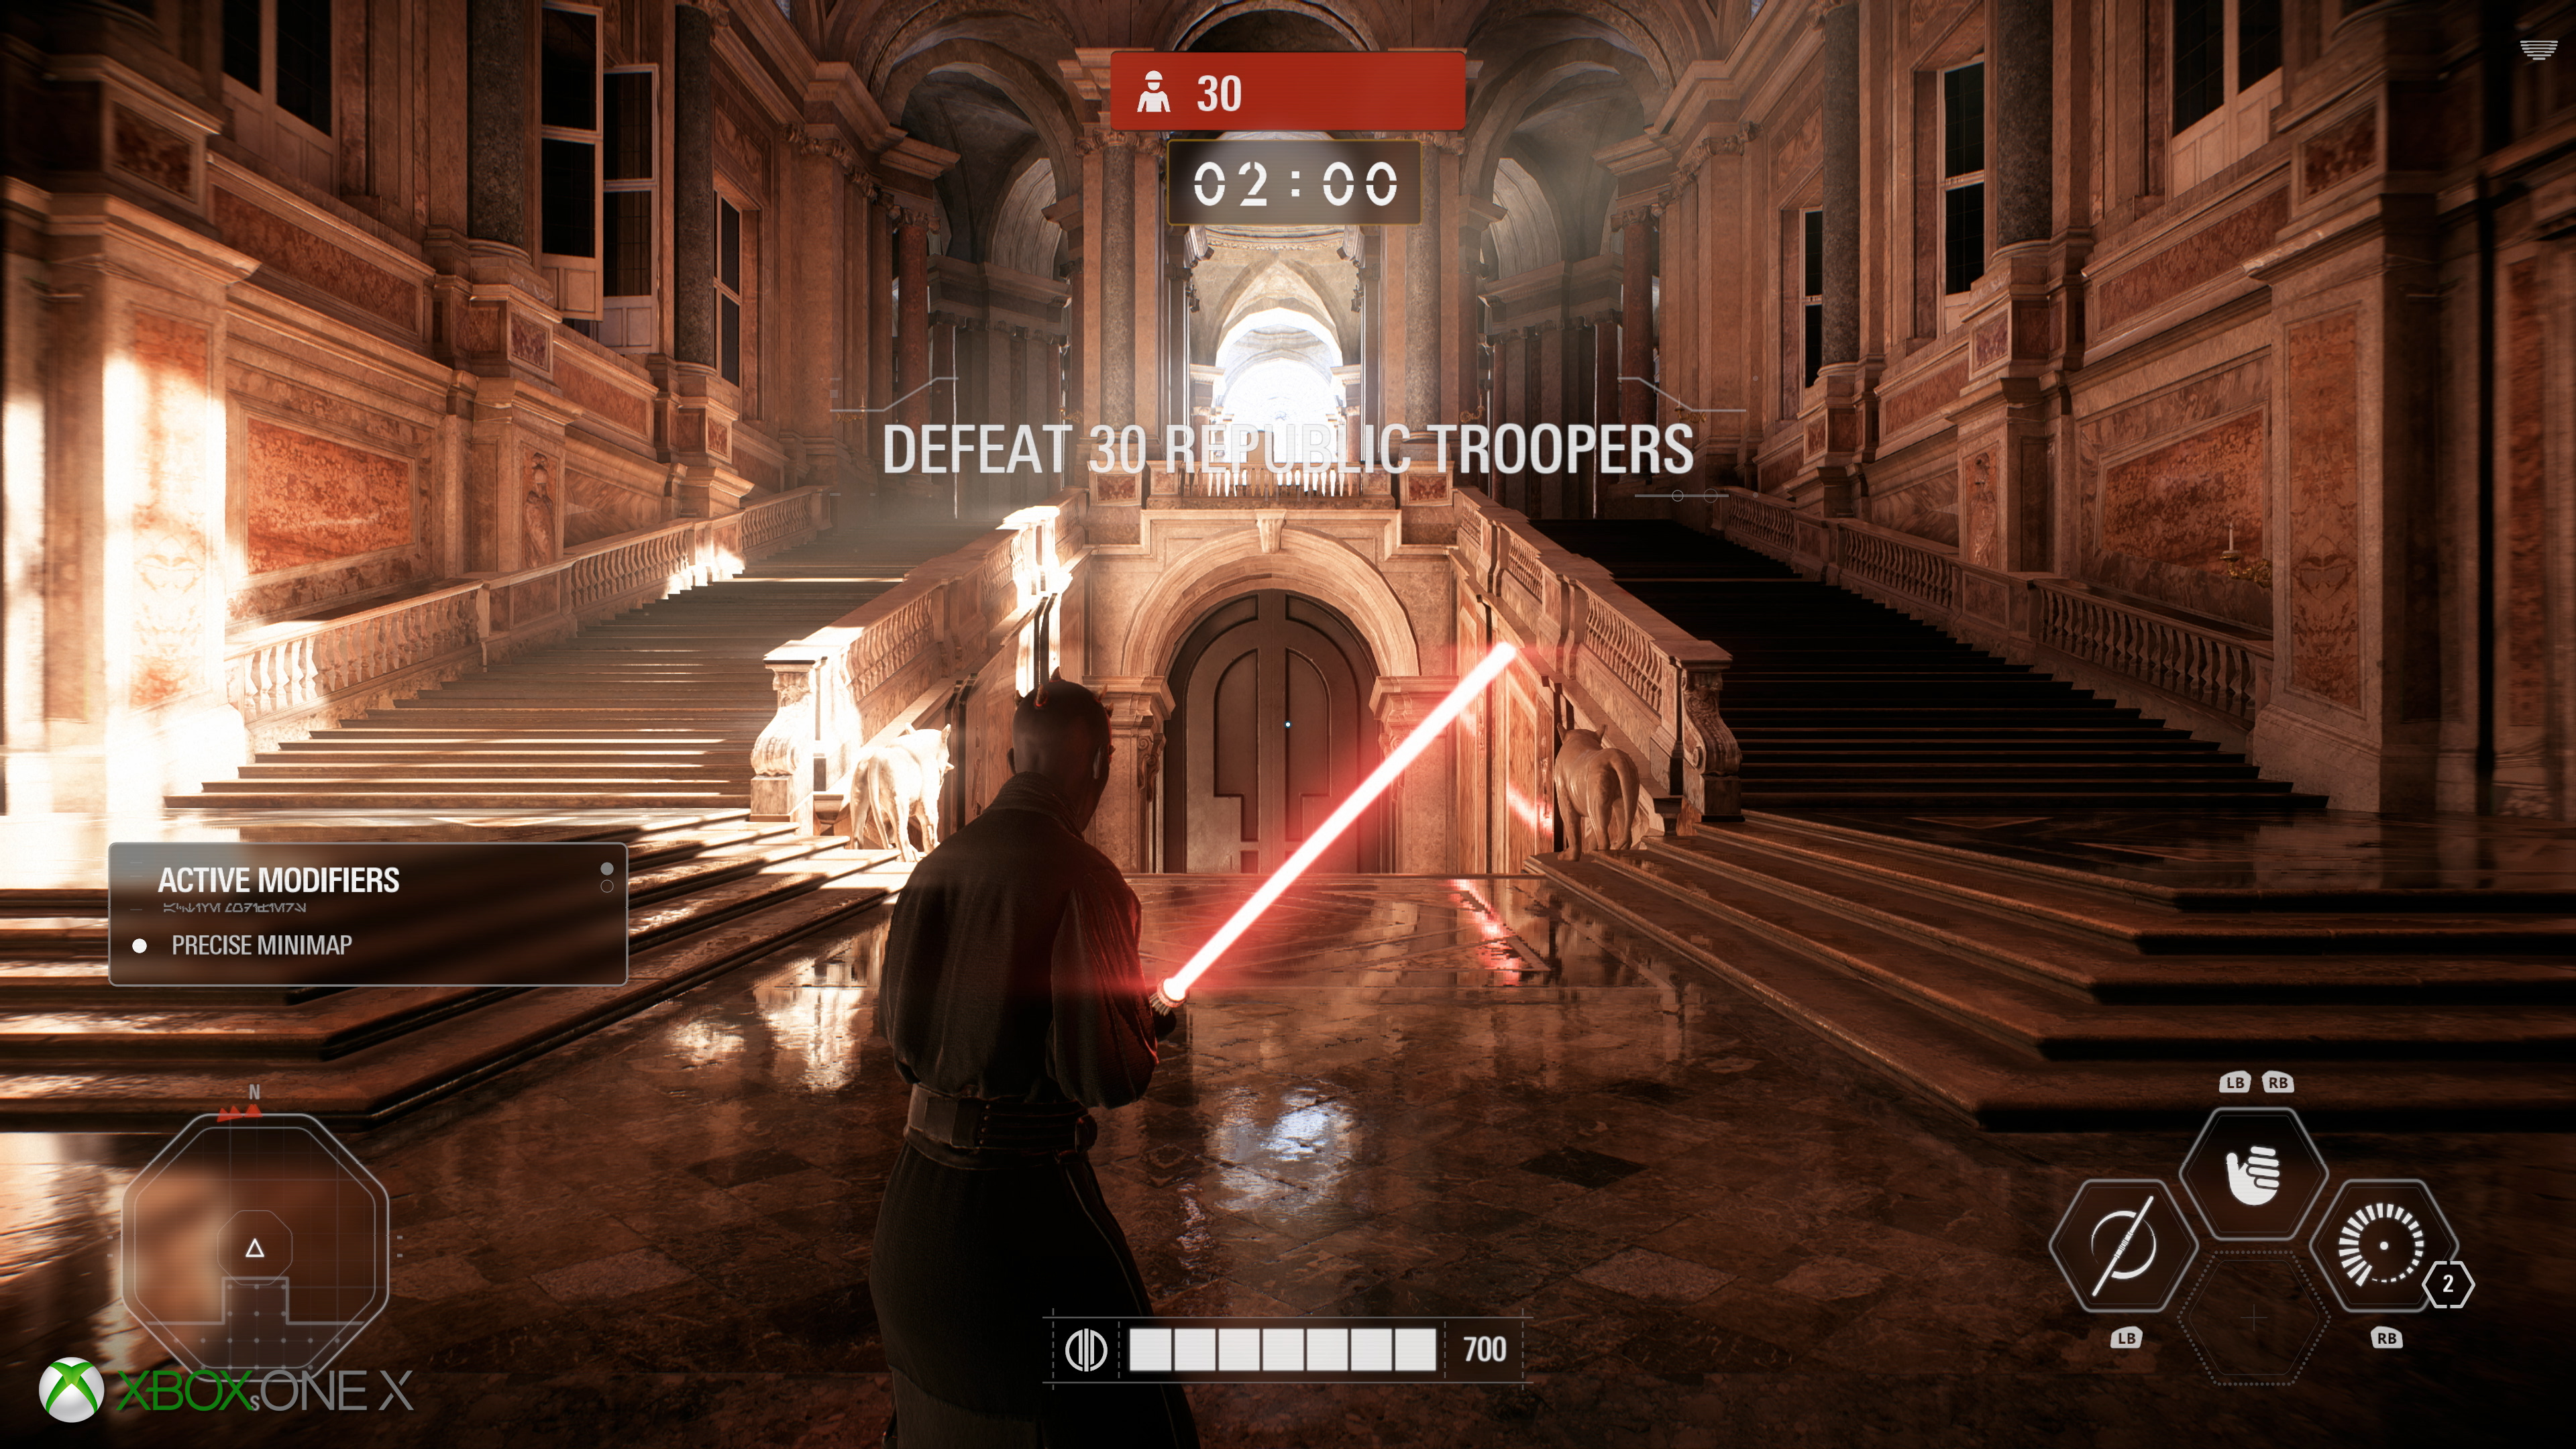 30
02:00
DEFEAT 30 REPUBLIC TROOPERS
ACTIVE MODIFIERS
PRECISE MINIMAP
N
S
LB RB
2
LB
RB
700
XBOX ONE X